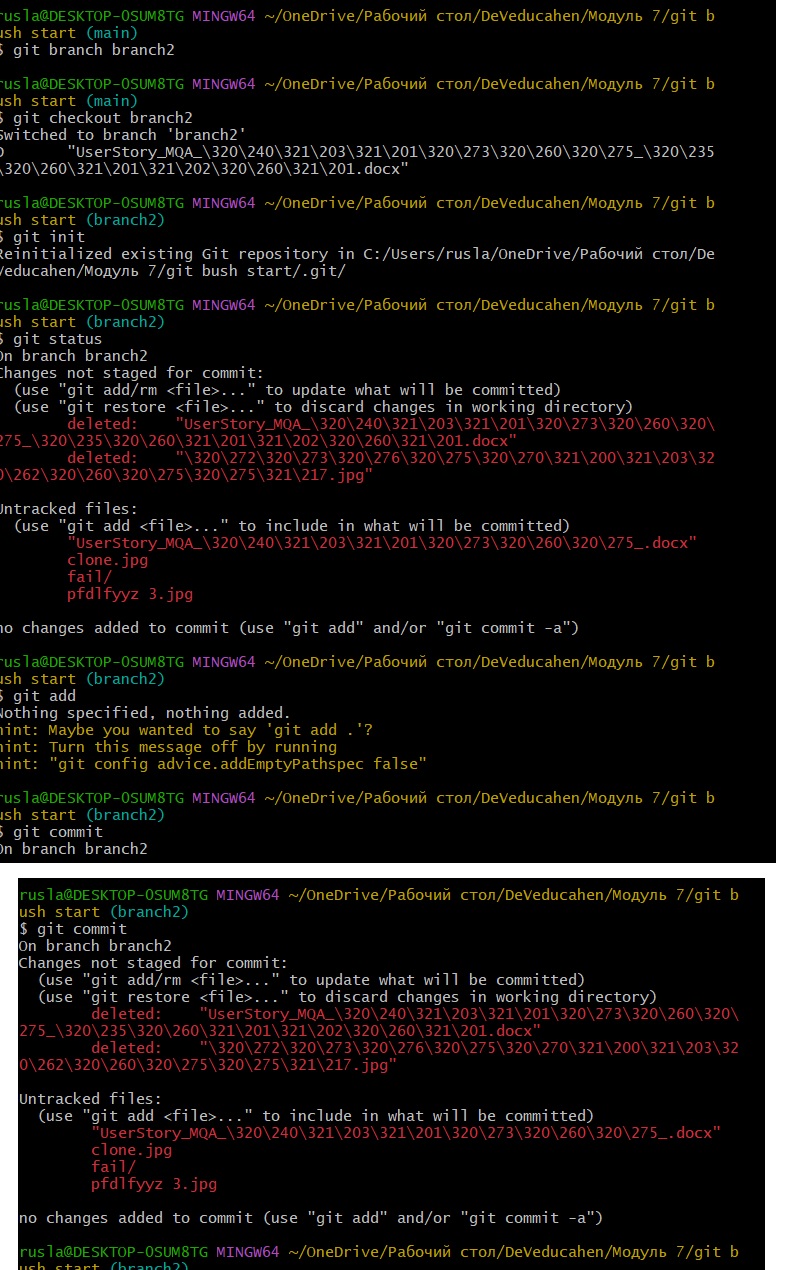 rusla@DESKTOP-OSUM8TG MINGW64 ~/OneDrive/Рабочий стол/DeVeducahen/Модуль 7/git b
ush start (main)
$ git branch branch2
rusla@DESKTOP-OSUM8TG MINGW64 ~/OneDrive/Рабочий стол/DeVeducahen/Модуль 7/git b
ush start (main)
$ git checkout branch2
Switched to branch 'branch2'
D       "UserStory_MQA_\320\240\321\203\321\201\320\273\320\260\320\275_\320\235
\320\260\321\201\321\202\320\260\321\201.docx"
rusla@DESKTOP-OSUM8TG MINGW64 ~/OneDrive/Рабочий стол/DeVeducahen/Модуль 7/git b
ush start (branch2)
$ git init
Reinitialized existing Git repository in C:/Users/rusla/OneDrive/Рабочий стол/De
Veducahen/Модуль 7/git bush start/.git/
rusla@DESKTOP-OSUM8TG MINGW64 ~/OneDrive/Рабочий стол/DeVeducahen/Модуль 7/git b
ush start (branch2)
$ git status
On branch branch2
Changes not staged for commit:
  (use "git add/rm <file>..." to update what will be committed)
  (use "git restore <file>..." to discard changes in working directory)
        deleted:    "UserStory_MQA_\320\240\321\203\321\201\320\273\320\260\320\
275_\320\235\320\260\321\201\321\202\320\260\321\201.docx"
        deleted:    "\320\272\320\273\320\276\320\275\320\270\321\200\321\203\32
0\262\320\260\320\275\320\275\321\217.jpg"
Untracked files:
  (use "git add <file>..." to include in what will be committed)
        "UserStory_MQA_\320\240\321\203\321\201\320\273\320\260\320\275_.docx"
        clone.jpg
        fail/
        pfdlfyyz 3.jpg
no changes added to commit (use "git add" and/or "git commit -a")
rusla@DESKTOP-OSUM8TG MINGW64 ~/OneDrive/Рабочий стол/DeVeducahen/Модуль 7/git b
ush start (branch2)
$ git add
Nothing specified, nothing added.
hint: Maybe you wanted to say 'git add .'?
hint: Turn this message off by running
hint: "git config advice.addEmptyPathspec false"
rusla@DESKTOP-OSUM8TG MINGW64 ~/OneDrive/Рабочий стол/DeVeducahen/Модуль 7/git b
ush start (branch2)
$ git commit
On branch branch2
rusla@DESKTOP-OSUM8TG MINGW64 ~/OneDrive/Рабочий стол/DeVeducahen/Модуль 7/git b
ush start (branch2)
$ git commit
On branch branch2
Changes not staged for commit:
  (use "git add/rm <file>..." to update what will be committed)
  (use "git restore <file>..." to discard changes in working directory)
        deleted:    "UserStory_MQA_\320\240\321\203\321\201\320\273\320\260\320\
275_\320\235\320\260\321\201\321\202\320\260\321\201.docx"
        deleted:    "\320\272\320\273\320\276\320\275\320\270\321\200\321\203\32
0\262\320\260\320\275\320\275\321\217.jpg"
Untracked files:
  (use "git add <file>..." to include in what will be committed)
        "UserStory_MQA_\320\240\321\203\321\201\320\273\320\260\320\275_.docx"
        clone.jpg
        fail/
        pfdlfyyz 3.jpg
no changes added to commit (use "git add" and/or "git commit -a")
rusla@DESKTOP-OSUM8TG MINGW64 ~/OneDrive/Рабочий стол/DeVeducahen/Модуль 7/git b
ush start (branch2)